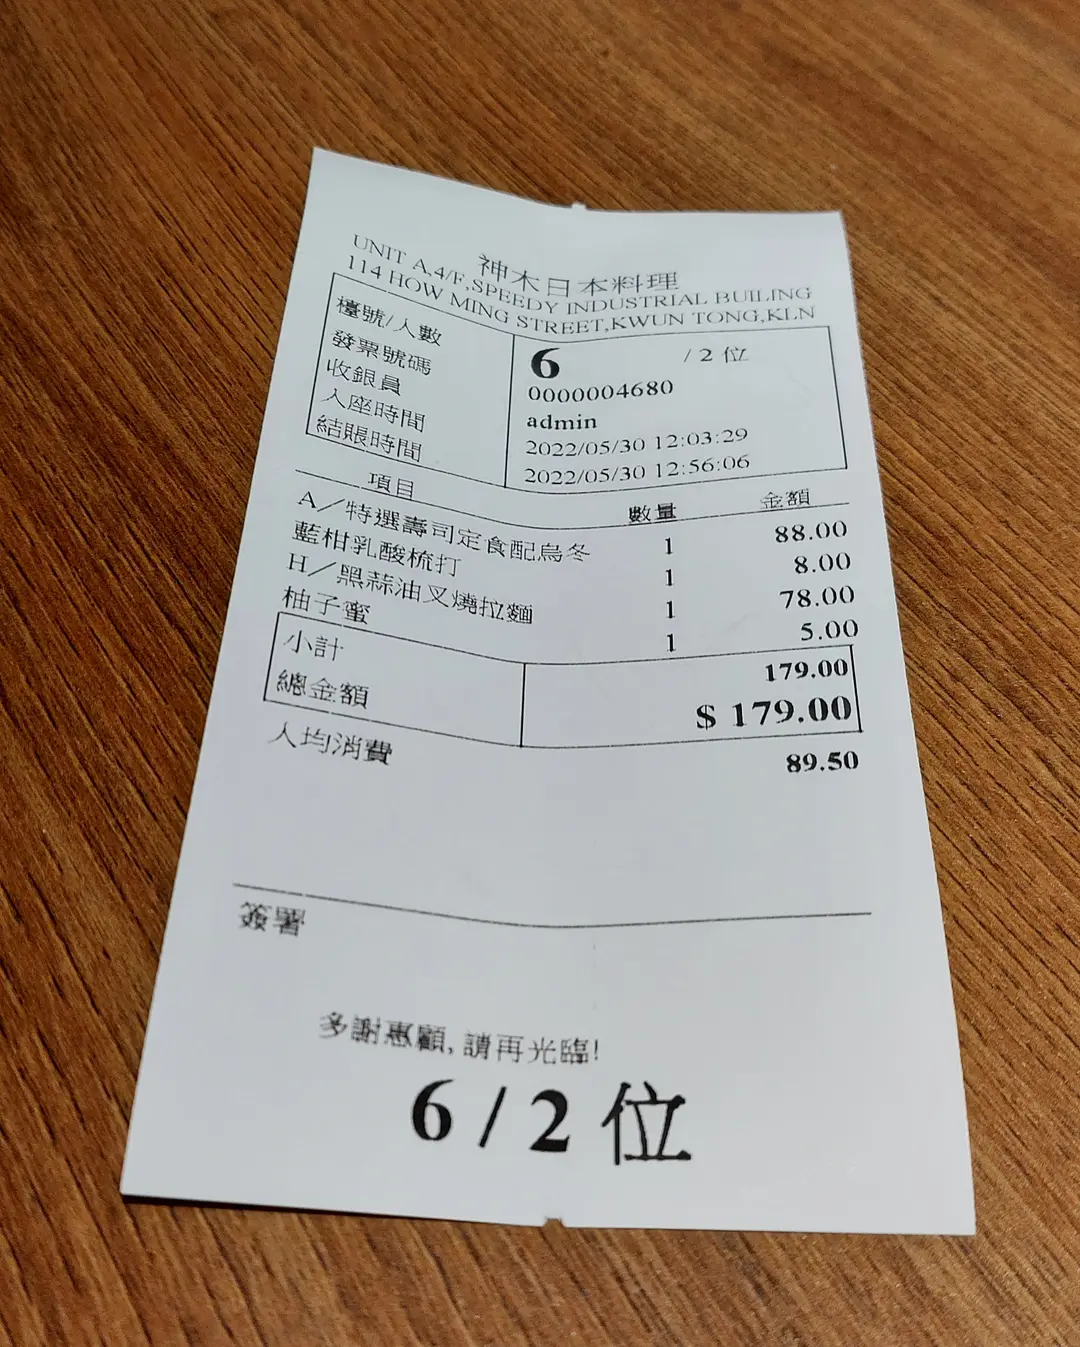 神木日本料理
UNIT A,4/F,SPEEDY INDUSTRIAL BUILING
114 HOW MING STREET,KWUN TONG,KLN
檯號/人數 6 / 2 位
發票號碼 0000004680
收銀員 admin
入座時間 2022/05/30 12:03:29
結賬時間 2022/05/30 12:56:06
項目 數量 金額
A／特選壽司定食配烏冬 1 88.00
藍柑乳酸梳打 1 8.00
H／黑蒜油叉燒拉麵 1 78.00
柚子蜜 1 5.00
小計 179.00
總金額 $ 179.00
人均消費 89.50
簽署
多謝惠顧, 請再光臨!
6 / 2 位